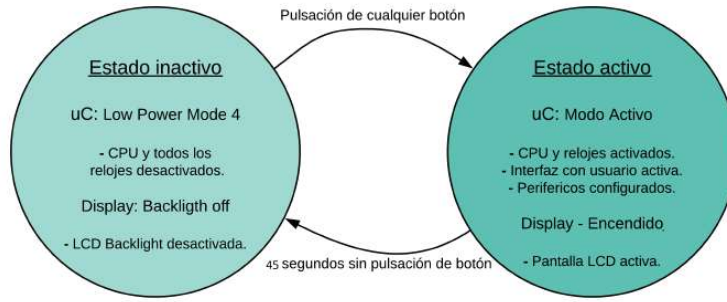 Pulsación de cualquier botón
Estado inactivo
uC: Low Power Mode 4
- CPU y todos los
relojes desactivados.
Display: Backligth off
- LCD Backlight desactivada.
Estado activo
uC: Modo Activo
- CPU y relojes activados.
- Interfaz con usuario activa.
- Perifericos configurados.
Display - Encendido
- Pantalla LCD activa.
45 segundos sin pulsación de botón